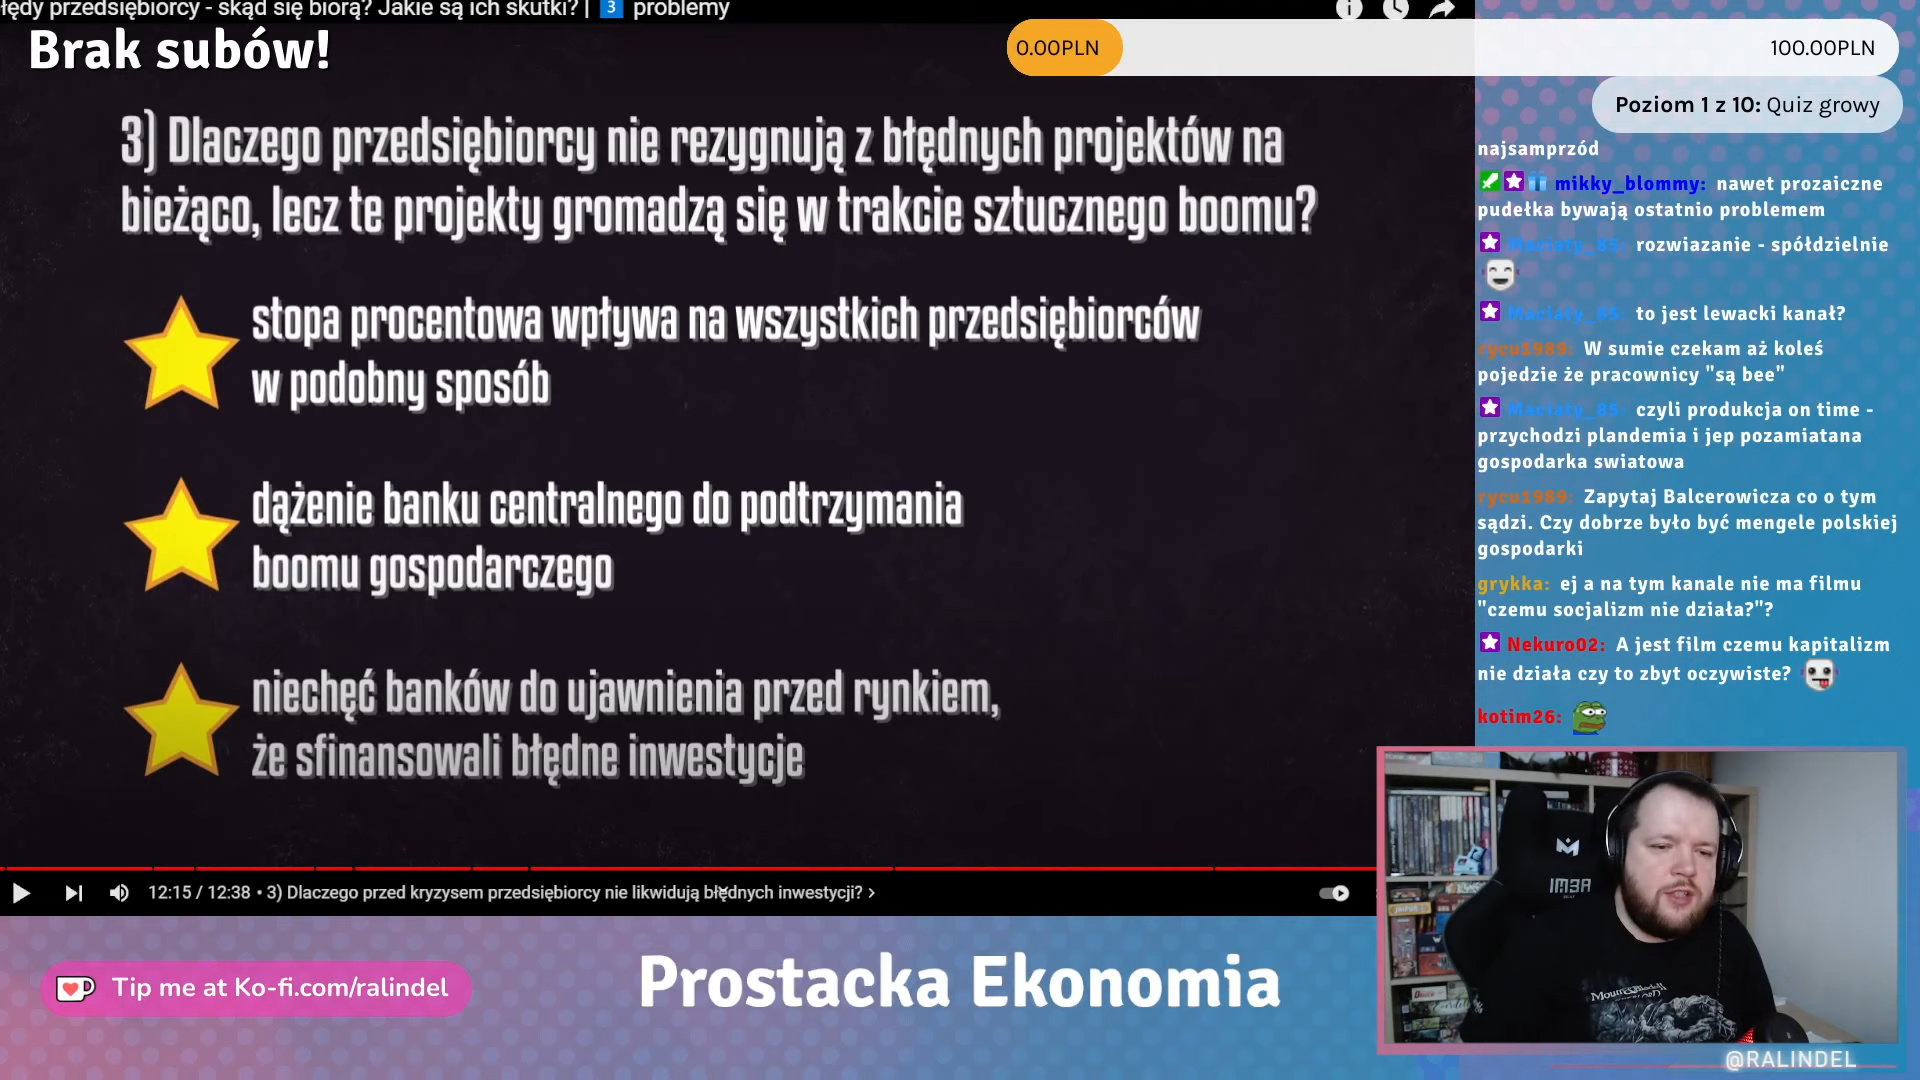 łędy przedsiębiorcy - skąd się biorą? Jakie są ich skutki? | 3 problemy
Brak subów!
0.00PLN
100.00PLN
Poziom 1 z 10: Quiz growy
3) Dlaczego przedsiębiorcy nie rezygnują z błędnych projektów na
bieżąco, lecz te projekty gromadzą się w trakcie sztucznego boomu?
stopa procentowa wpływa na wszystkich przedsiębiorców
w podobny sposób
dążenie banku centralnego do podtrzymania
boomu gospodarczego
niechęć banków do ujawnienia przed rynkiem,
że sfinansowali błędne inwestycje
12:15 / 12:38 • 3) Dlaczego przed kryzysem przedsiębiorcy nie likwidują błędnych inwestycji? >
najsamprzód
mikky_blommy: nawet prozaiczne
pudełka bywają ostatnio problemem
Maciaty_85: rozwiazanie - spółdzielnie
Maciaty_85: to jest lewacki kanał?
rycu1989: W sumie czekam aż koleś
pojedzie że pracownicy "są bee"
Maciaty_85: czyli produkcja on time -
przychodzi plandemia i jep pozamiatana
gospodarka swiatowa
rycu1989: Zapytaj Balcerowicza co o tym
sądzi. Czy dobrze było być mengele polskiej
gospodarki
grykka: ej a na tym kanale nie ma filmu
"czemu socjalizm nie działa?"?
Nekuro02: A jest film czemu kapitalizm
nie działa czy to zbyt oczywiste?
kotim26:
IM3A
Tip me at Ko-fi.com/ralindel
Prostacka Ekonomia
@RALINDEL